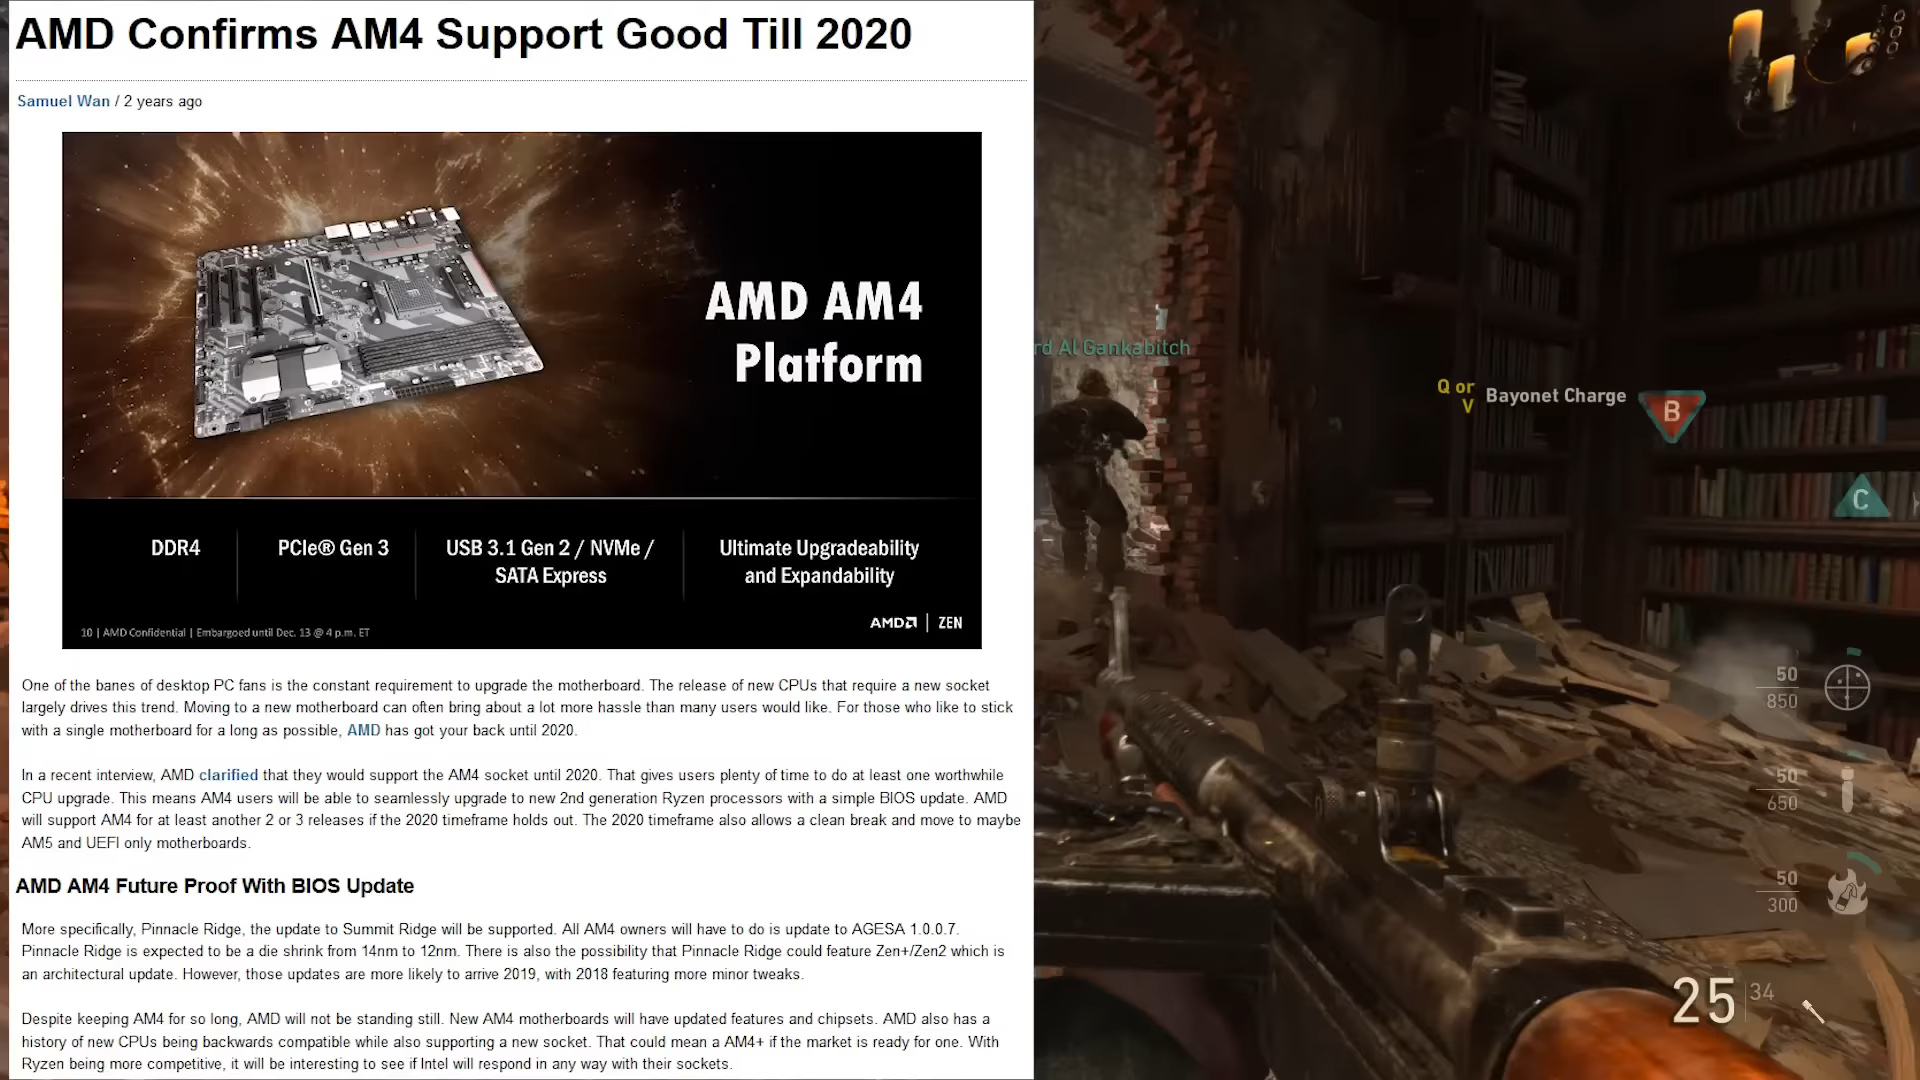 AMD Confirms AM4 Support Good Till 2020
Samuel Wan / 2 years ago
AMD AM4
Platform
DDR4
PCIe® Gen 3
USB 3.1 Gen 2 / NVMe /
SATA Express
Ultimate Upgradeability
and Expandability
10 | AMD Confidential | Embargoed until Dec. 13 @ 4 p.m. ET
AMD | ZEN
One of the banes of desktop PC fans is the constant requirement to upgrade the motherboard. The release of new CPUs that require a new socket
largely drives this trend. Moving to a new motherboard can often bring about a lot more hassle than many users would like. For those who like to stick
with a single motherboard for a long as possible, AMD has got your back until 2020.
In a recent interview, AMD clarified that they would support the AM4 socket until 2020. That gives users plenty of time to do at least one worthwhile
CPU upgrade. This means AM4 users will be able to seamlessly upgrade to new 2nd generation Ryzen processors with a simple BIOS update. AMD
will support AM4 for at least another 2 or 3 releases if the 2020 timeframe holds out. The 2020 timeframe also allows a clean break and move to maybe
AM5 and UEFI only motherboards.
AMD AM4 Future Proof With BIOS Update
More specifically, Pinnacle Ridge, the update to Summit Ridge will be supported. All AM4 owners will have to do is update to AGESA 1.0.0.7.
Pinnacle Ridge is expected to be a die shrink from 14nm to 12nm. There is also the possibility that Pinnacle Ridge could feature Zen+/Zen2 which is
an architectural update. However, those updates are more likely to arrive 2019, with 2018 featuring more minor tweaks.
Despite keeping AM4 for so long, AMD will not be standing still. New AM4 motherboards will have updated features and chipsets. AMD also has a
history of new CPUs being backwards compatible while also supporting a new socket. That could mean a AM4+ if the market is ready for one. With
Ryzen being more competitive, it will be interesting to see if Intel will respond in any way with their sockets.
rd Al Gankabitch
Q or
V
Bayonet Charge
B
C
50
850
50
650
50
300
25
34